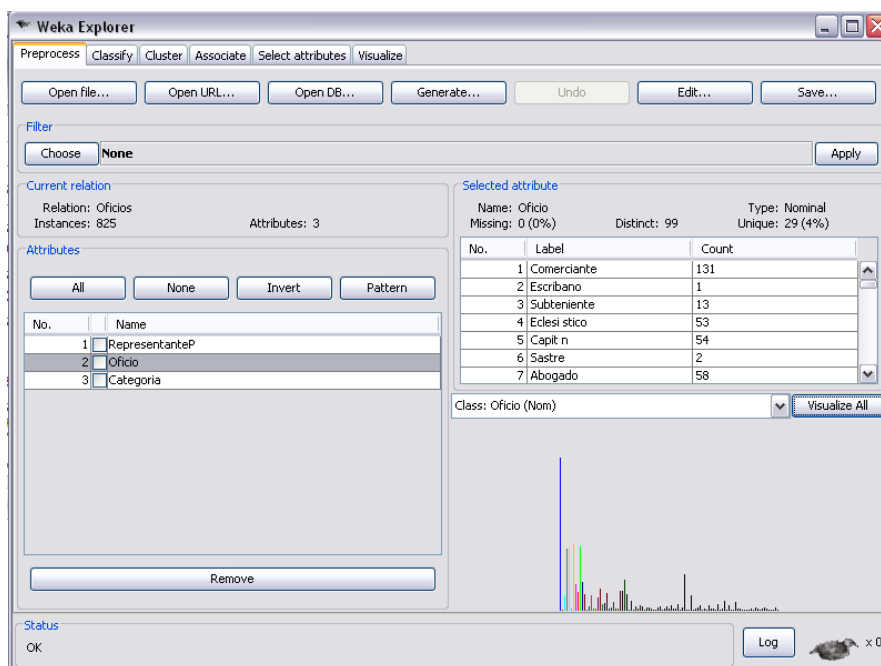 Weka Explorer
Preprocess Classify Cluster Associate Select attributes Visualize
Open file... Open URL... Open DB... Generate... Undo Edit... Save...
Filter
Choose None Apply
Current relation
Relation: Oficios
Instances: 825 Attributes: 3
Attributes
All None Invert Pattern
No. Name
1 RepresentanteP
2 Oficio
3 Categoria
Remove
Selected attribute
Name: Oficio Type: Nominal
Missing: 0 (0%) Distinct: 99 Unique: 29 (4%)
No. Label Count
1 Comerciante 131
2 Escribano 1
3 Subteniente 13
4 Eclesi stico 53
5 Capit n 54
6 Sastre 2
7 Abogado 58
Class: Oficio (Nom) Visualize All
Status
OK
Log x 0